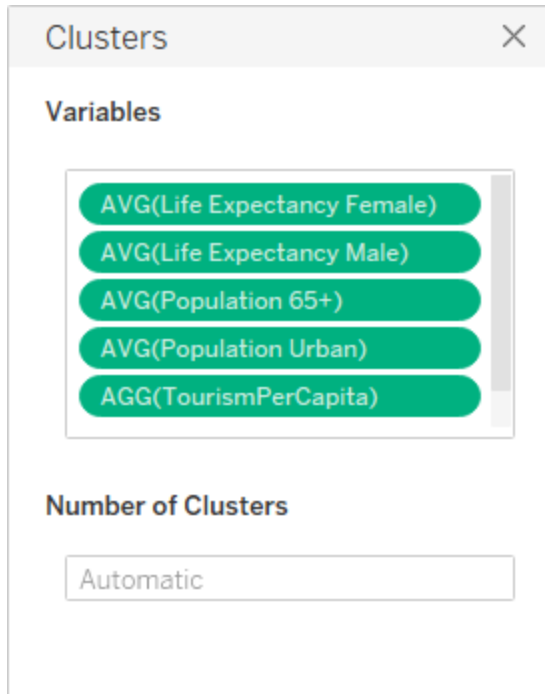 Clusters
Variables
AVG(Life Expectancy Female)
AVG(Life Expectancy Male)
AVG(Population 65+)
AVG(Population Urban)
AGG(TourismPerCapita)
Number of Clusters
Automatic